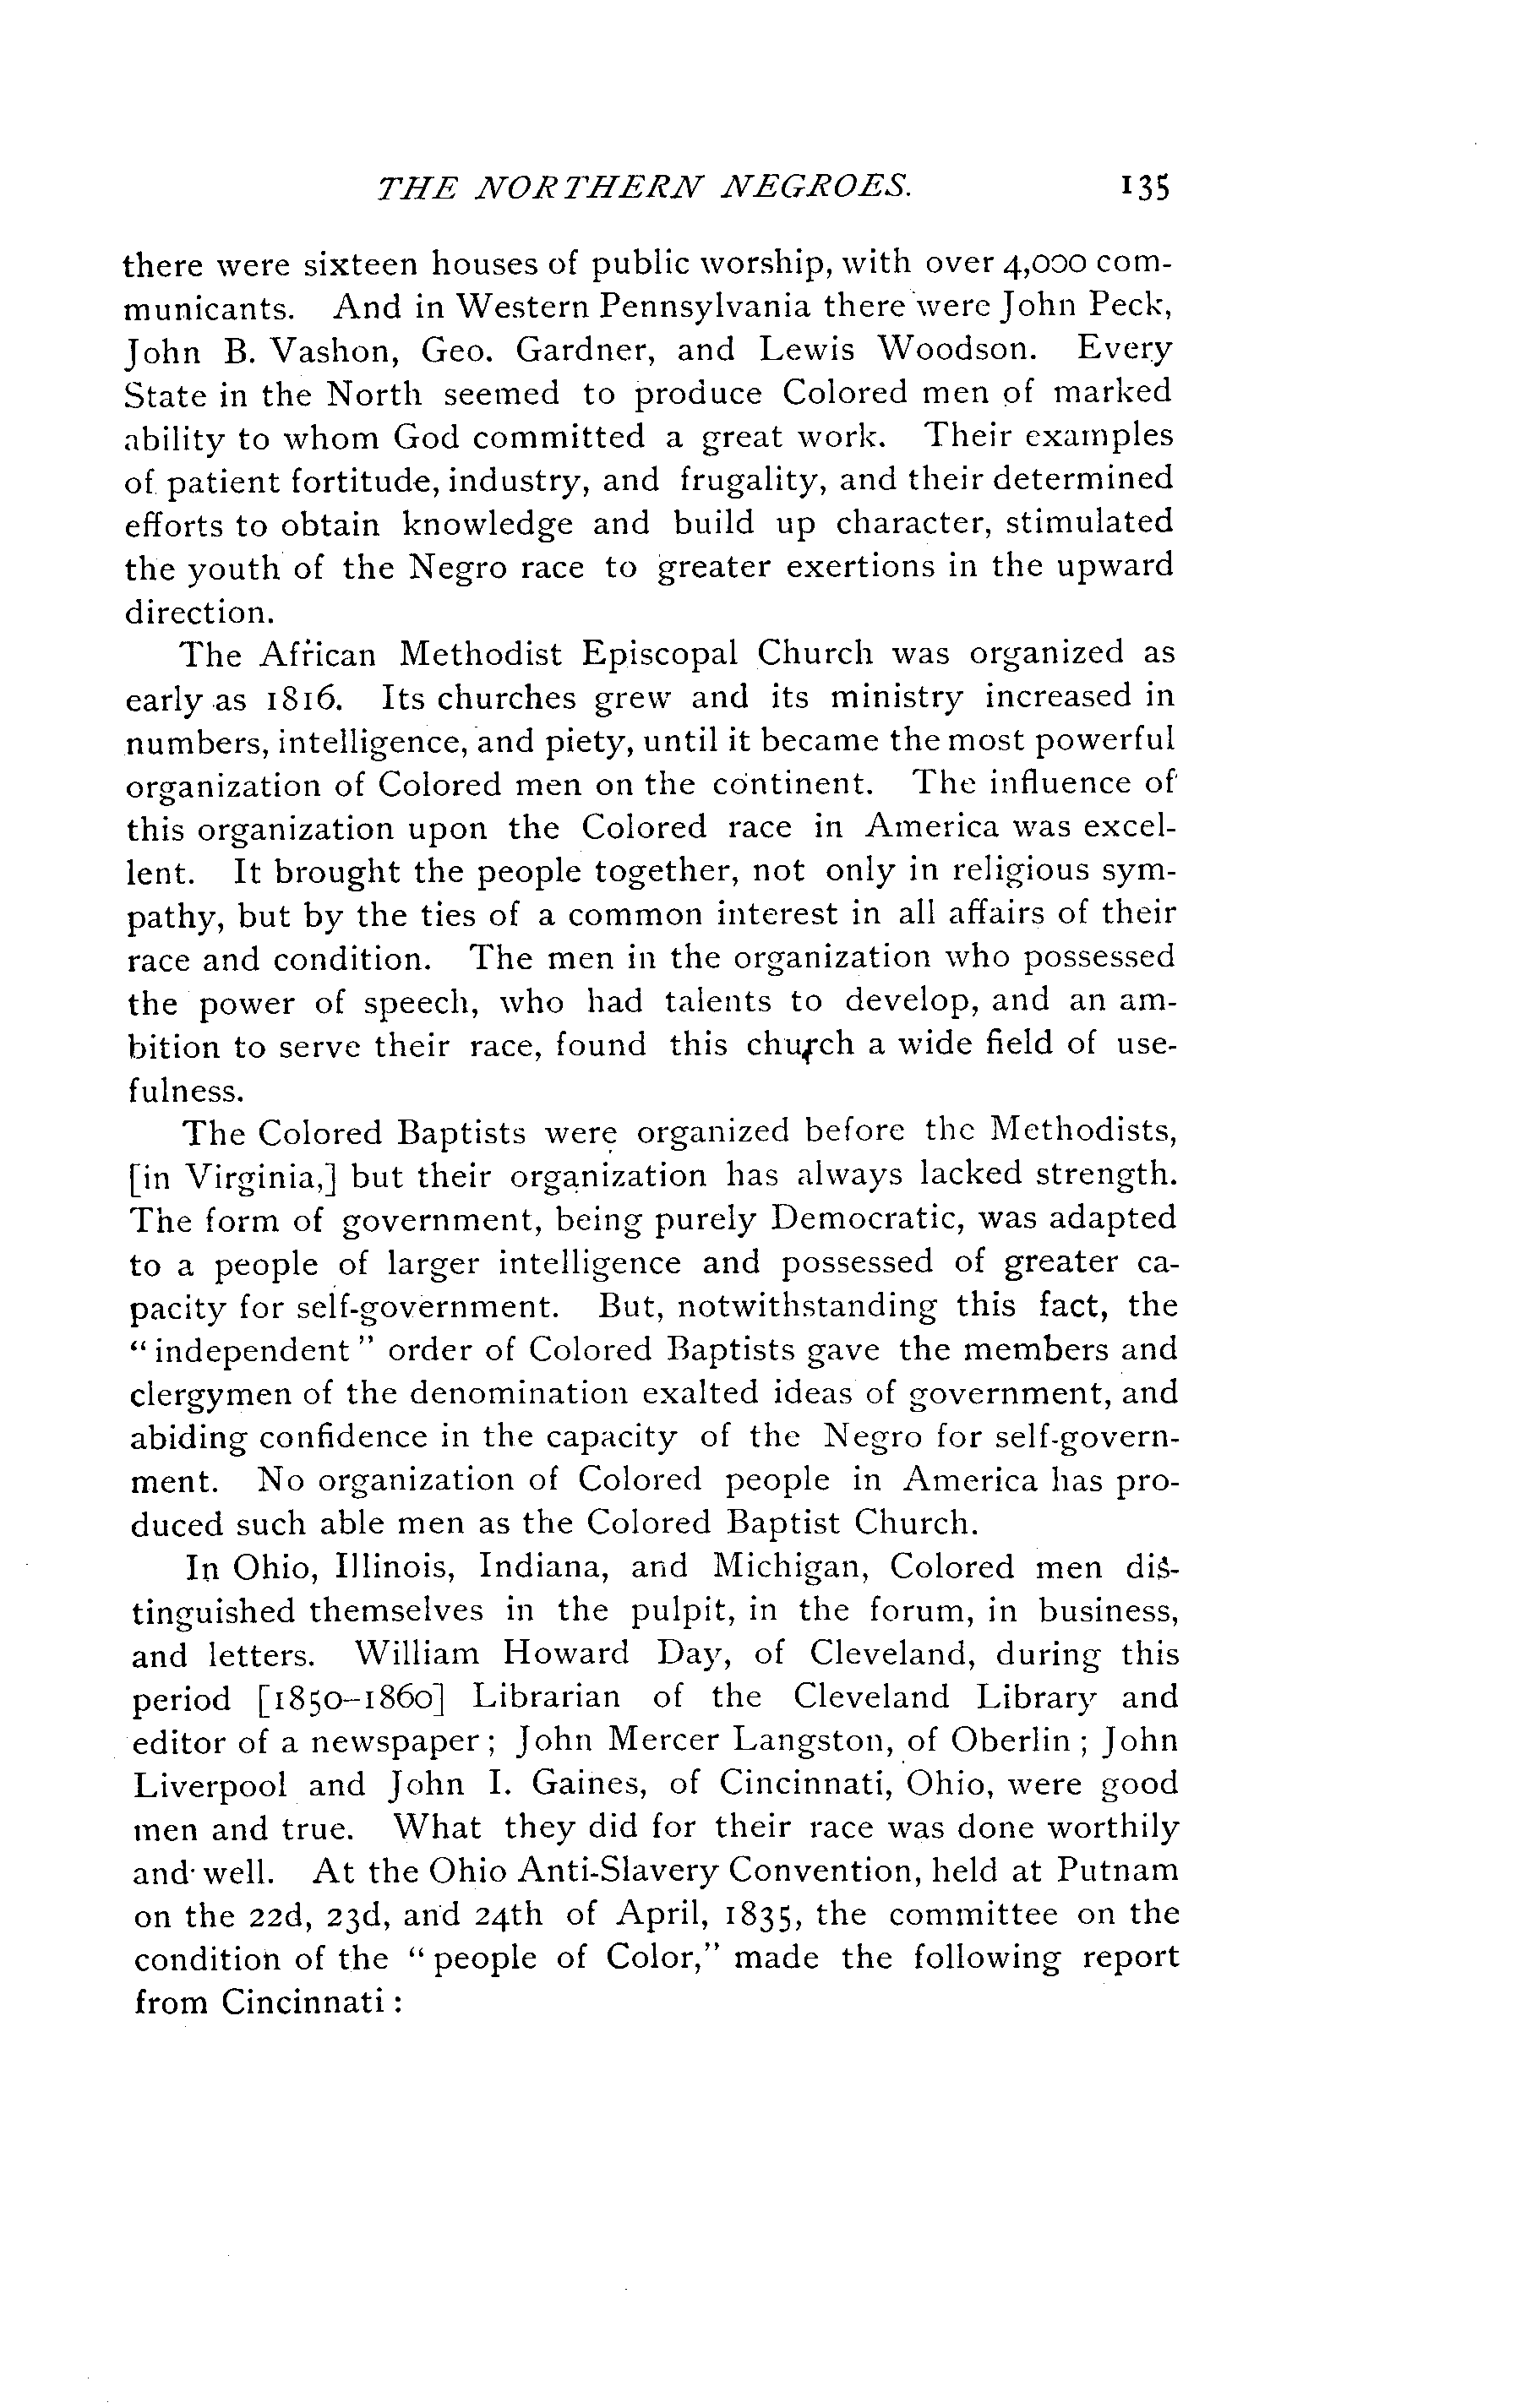 THE NORTHERN NEGROES. 135
there were sixteen houses of public worship, with over 4,000 com-
municants. And in Western Pennsylvania there were John Peck,
John B. Vashon, Geo. Gardner, and Lewis Woodson. Every
State in the North seemed to produce Colored men of marked
ability to whom God committed a great work. Their examples
of patient fortitude, industry, and frugality, and their determined
efforts to obtain knowledge and build up character, stimulated
the youth of the Negro race to greater exertions in the upward
direction.
The African Methodist Episcopal Church was organized as
early as 1816. Its churches grew and its ministry increased in
numbers, intelligence, and piety, until it became the most powerful
organization of Colored men on the continent. The influence of
this organization upon the Colored race in America was excel-
lent. It brought the people together, not only in religious sym-
pathy, but by the ties of a common interest in all affairs of their
race and condition. The men in the organization who possessed
the power of speech, who had talents to develop, and an am-
bition to serve their race, found this church a wide field of use-
fulness.
The Colored Baptists were organized before the Methodists,
[in Virginia,] but their organization has always lacked strength.
The form of government, being purely Democratic, was adapted
to a people of larger intelligence and possessed of greater ca-
pacity for self-government. But, notwithstanding this fact, the
“independent” order of Colored Baptists gave the members and
clergymen of the denomination exalted ideas of government, and
abiding confidence in the capacity of the Negro for self-govern-
ment. No organization of Colored people in America has pro-
duced such able men as the Colored Baptist Church.
In Ohio, Illinois, Indiana, and Michigan, Colored men dis-
tinguished themselves in the pulpit, in the forum, in business,
and letters. William Howard Day, of Cleveland, during this
period [1850–1860] Librarian of the Cleveland Library and
editor of a newspaper; John Mercer Langston, of Oberlin; John
Liverpool and John I. Gaines, of Cincinnati, Ohio, were good
men and true. What they did for their race was done worthily
and well. At the Ohio Anti-Slavery Convention, held at Putnam
on the 22d, 23d, and 24th of April, 1835, the committee on the
condition of the “people of Color,” made the following report
from Cincinnati: